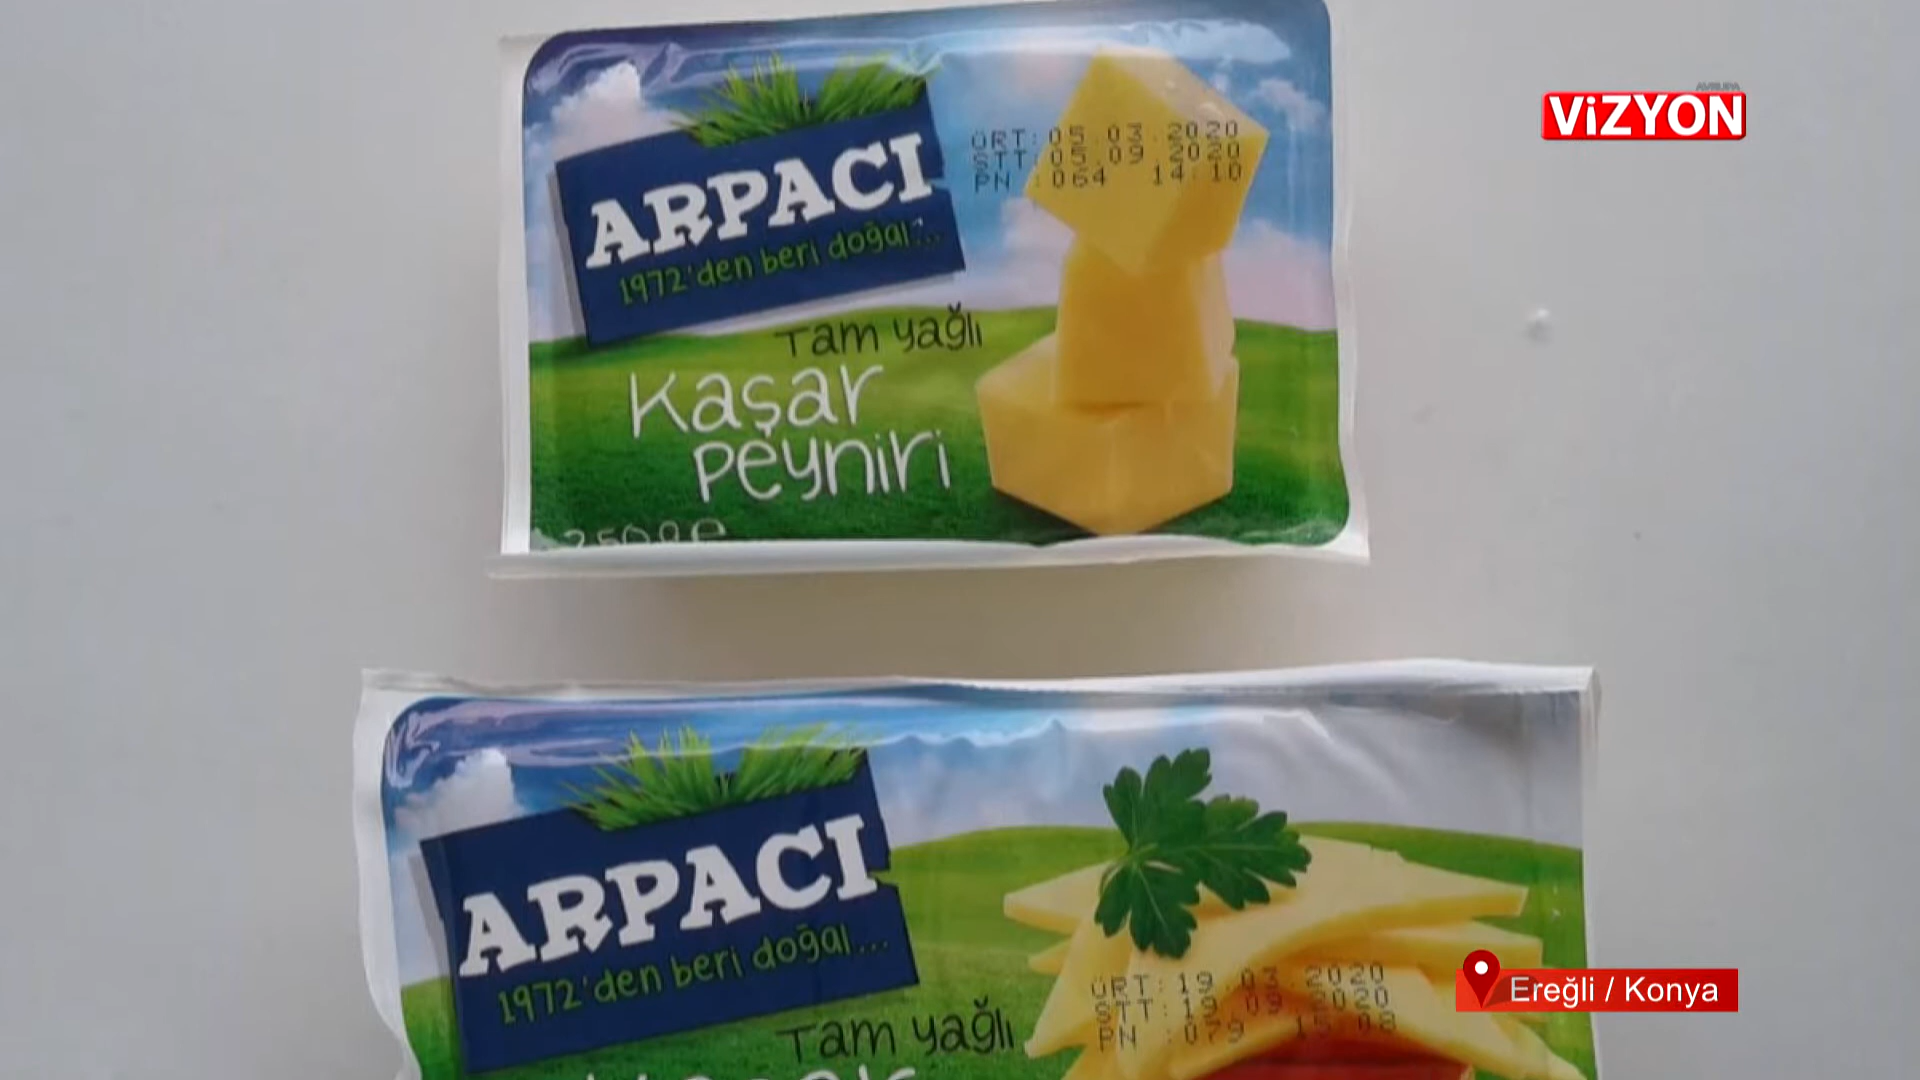 AVRUPA
ViZYON
ARPACI
1972'den beri doğal...
ÜRT: 05.03.2020
STT: 05.09.2020
PN : 064 14:10
Tam yağlı
Kaşar
Peyniri
250g e
ARPACI
1972'den beri doğal...
ÜRT: 19.03.2020
STT: 19.09.2020
PN : 079
Tam yağlı
Ereğli / Konya